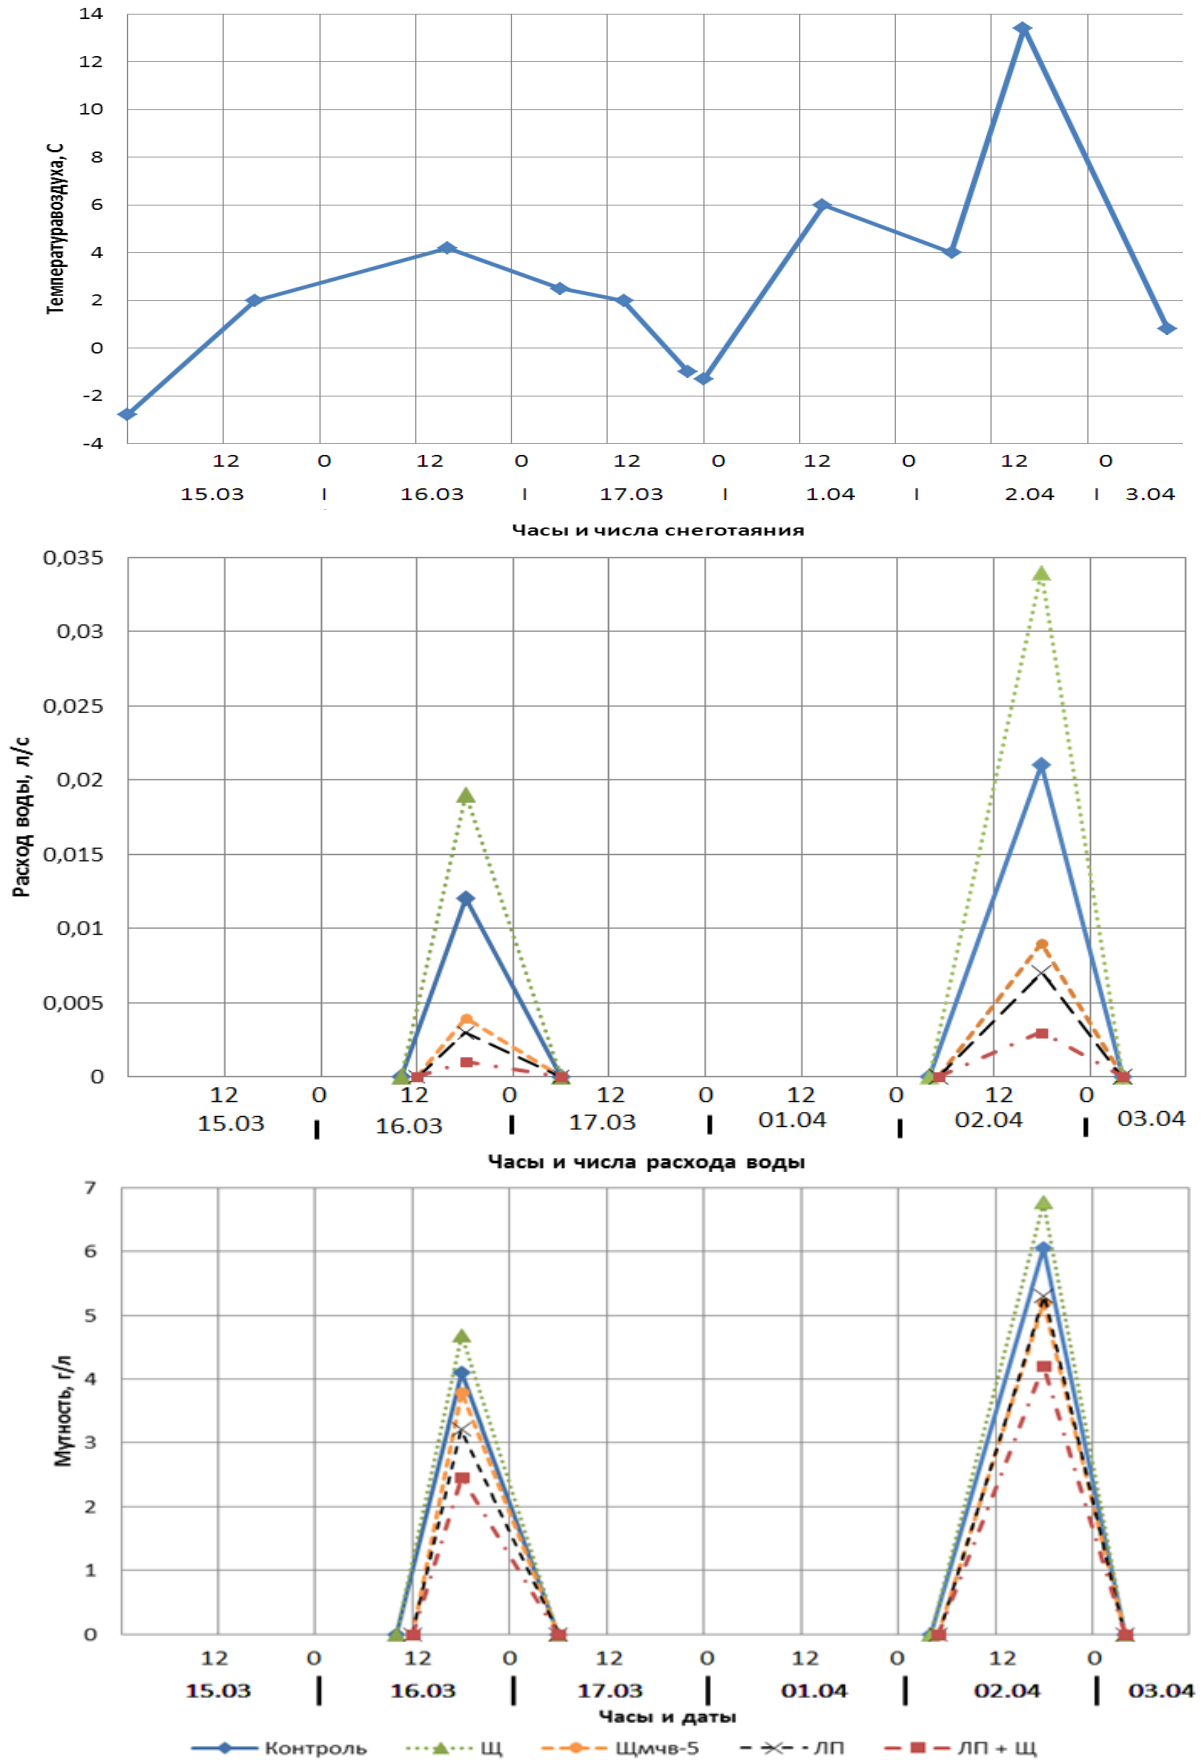 14
12
10
8
6
4
2
0
-2
-4
Температуравоздуха, С
12 0 12 0 12 0 12 0 12 0
15.03 I 16.03 I 17.03 I 1.04 I 2.04 I 3.04
Часы и числа снеготаяния
0,035
0,03
0,025
0,02
0,015
0,01
0,005
0
Расход воды, л/с
12 0 12 0 12 0 12 0 12 0
15.03 | 16.03 | 17.03 | 01.04 | 02.04 | 03.04
Часы и числа расхода воды
7
6
5
4
3
2
1
0
Мутность, г/л
12 0 12 0 12 0 12 0 12 0
15.03 | 16.03 | 17.03 | 01.04 | 02.04 | 03.04
Часы и даты
Контроль Щ Щмчв-5 ЛП ЛП + Щ